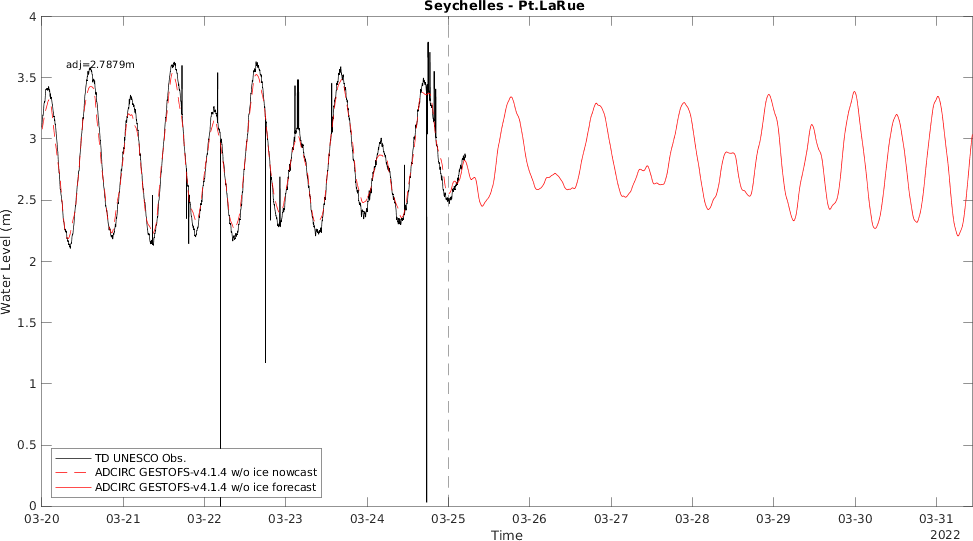 Seychelles - Pt.LaRue
adj=2.7879m
Water Level (m)
4
3.5
3
2.5
2
1.5
1
0.5
0
TD UNESCO Obs.
ADCIRC GESTOFS-v4.1.4 w/o ice nowcast
ADCIRC GESTOFS-v4.1.4 w/o ice forecast
03-20 03-21 03-22 03-23 03-24 03-25 03-26 03-27 03-28 03-29 03-30 03-31
2022
Time